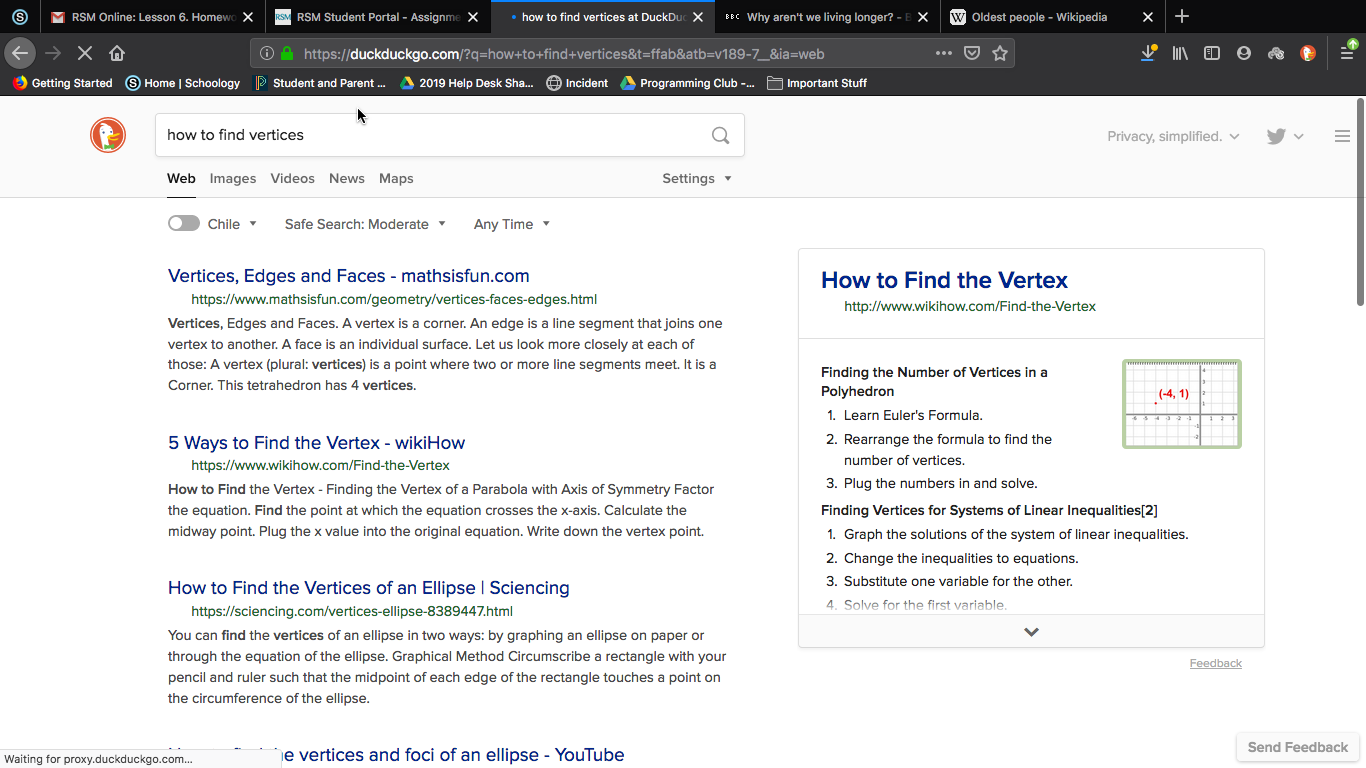 RSM Online: Lesson 6. Homewo
RSM Student Portal - Assignme
how to find vertices at DuckDuc
BBC Why aren't we living longer? - B
W Oldest people - Wikipedia
https://duckduckgo.com/?q=how+to+find+vertices&t=ffab&atb=v189-7__&ia=web
Getting Started
Home | Schoology
Student and Parent ...
2019 Help Desk Sha...
Incident
Programming Club -...
Important Stuff
how to find vertices
Privacy, simplified.
Web Images Videos News Maps
Settings
Chile
Safe Search: Moderate
Any Time
Vertices, Edges and Faces - mathsisfun.com
https://www.mathsisfun.com/geometry/vertices-faces-edges.html
Vertices, Edges and Faces. A vertex is a corner. An edge is a line segment that joins one
vertex to another. A face is an individual surface. Let us look more closely at each of
those: A vertex (plural: vertices) is a point where two or more line segments meet. It is a
Corner. This tetrahedron has 4 vertices.
5 Ways to Find the Vertex - wikiHow
https://www.wikihow.com/Find-the-Vertex
How to Find the Vertex - Finding the Vertex of a Parabola with Axis of Symmetry Factor
the equation. Find the point at which the equation crosses the x-axis. Calculate the
midway point. Plug the x value into the original equation. Write down the vertex point.
How to Find the Vertices of an Ellipse | Sciencing
https://sciencing.com/vertices-ellipse-8389447.html
You can find the vertices of an ellipse in two ways: by graphing an ellipse on paper or
through the equation of the ellipse. Graphical Method Circumscribe a rectangle with your
pencil and ruler such that the midpoint of each edge of the rectangle touches a point on
the circumference of the ellipse.
vertices and foci of an ellipse - YouTube
How to Find the Vertex
http://www.wikihow.com/Find-the-Vertex
Finding the Number of Vertices in a
Polyhedron
1. Learn Euler's Formula.
2. Rearrange the formula to find the
number of vertices.
3. Plug the numbers in and solve.
(-4, 1)
Finding Vertices for Systems of Linear Inequalities[2]
1. Graph the solutions of the system of linear inequalities.
2. Change the inequalities to equations.
3. Substitute one variable for the other.
4. Solve for the first variable.
Feedback
Send Feedback
Waiting for proxy.duckduckgo.com...